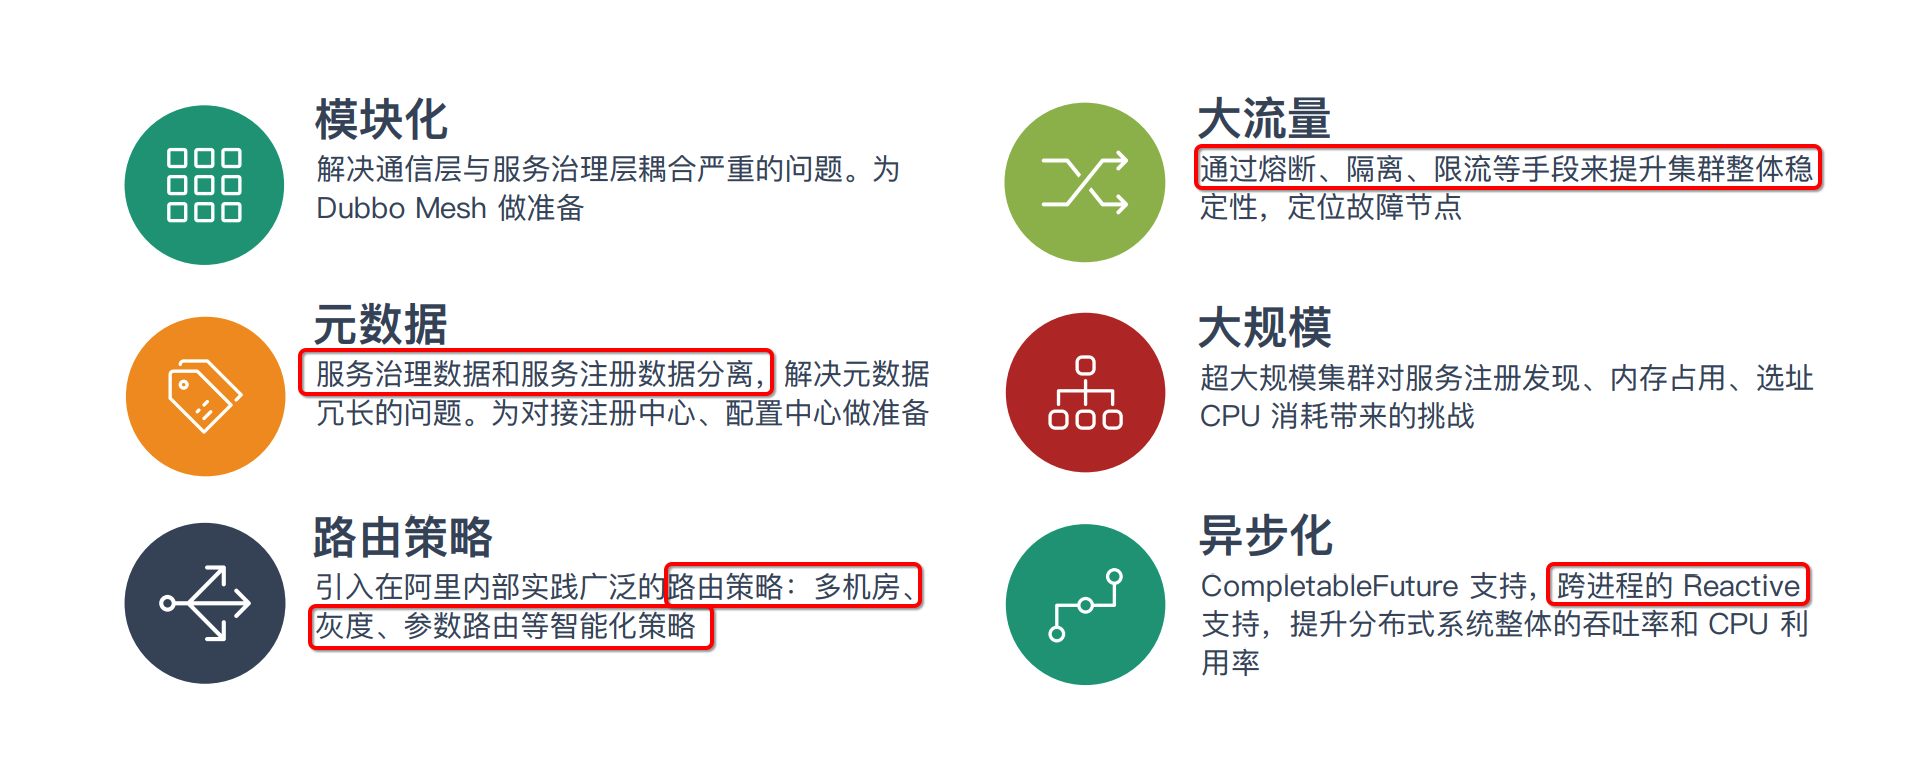 模块化
解决通信层与服务治理层耦合严重的问题。为
Dubbo Mesh 做准备
大流量
通过熔断、隔离、限流等手段来提升集群整体稳
定性，定位故障节点
元数据
服务治理数据和服务注册数据分离，解决元数据
冗长的问题。为对接注册中心、配置中心做准备
大规模
超大规模集群对服务注册发现、内存占用、选址
CPU 消耗带来的挑战
路由策略
引入在阿里内部实践广泛的路由策略：多机房、
灰度、参数路由等智能化策略
异步化
CompletableFuture 支持，跨进程的 Reactive
支持，提升分布式系统整体的吞吐率和 CPU 利
用率